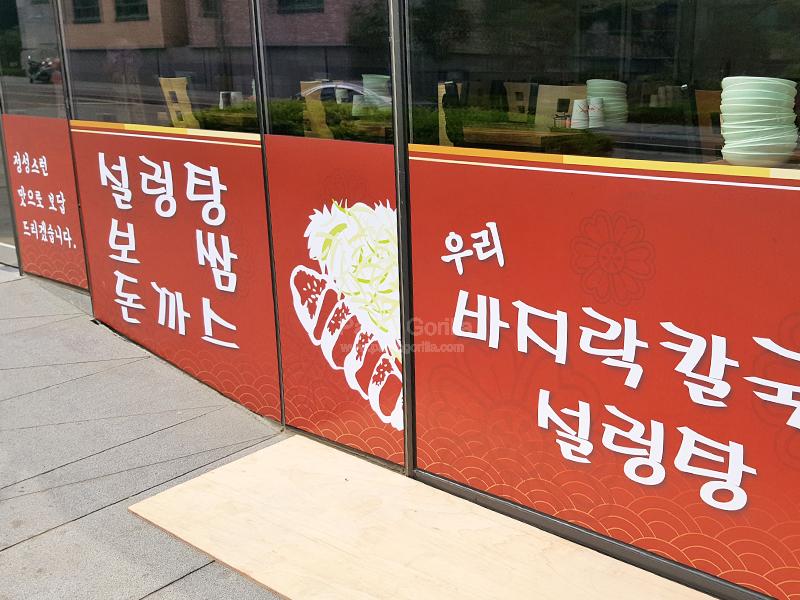 정성스런
맛으로 보답
드리겠습니다.
설렁탕
보쌈
돈까스
우리
바지락칼국
설렁탕